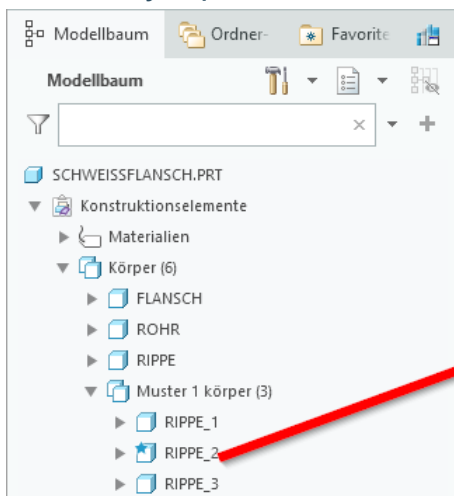 Modellbaum Ordner- Favorite
Modellbaum
SCHWEISSFLANSCH.PRT
Konstruktionselemente
Materialien
Körper (6)
FLANSCH
ROHR
RIPPE
Muster 1 körper (3)
RIPPE_1
RIPPE_2
RIPPE_3